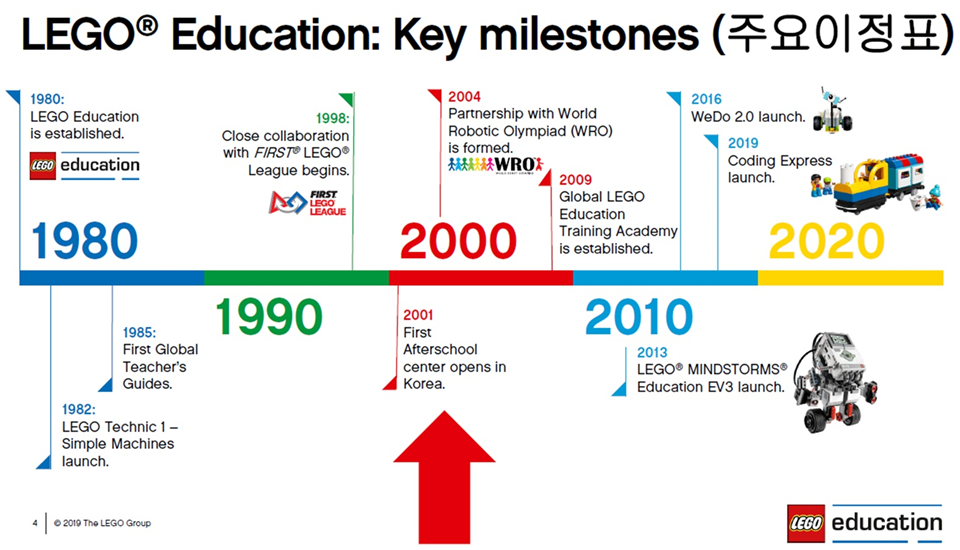 LEGO® Education: Key milestones (주요이정표)
1980:
LEGO Education
is established.
LEGO education
1998:
Close collaboration
with FIRST® LEGO®
League begins.
FIRST
LEGO
LEAGUE
2004
Partnership with World
Robotic Olympiad (WRO)
is formed.
WRO
2009
Global LEGO
Education
Training Academy
is established.
2016
WeDo 2.0 launch.
2019
Coding Express
launch.
1980
2000
2020
1990
2010
1985:
First Global
Teacher's
Guides.
1982:
LEGO Technic 1 –
Simple Machines
launch.
2001
First
Afterschool
center opens in
Korea.
2013
LEGO® MINDSTORMS®
Education EV3 launch.
4 © 2019 The LEGO Group
LEGO education